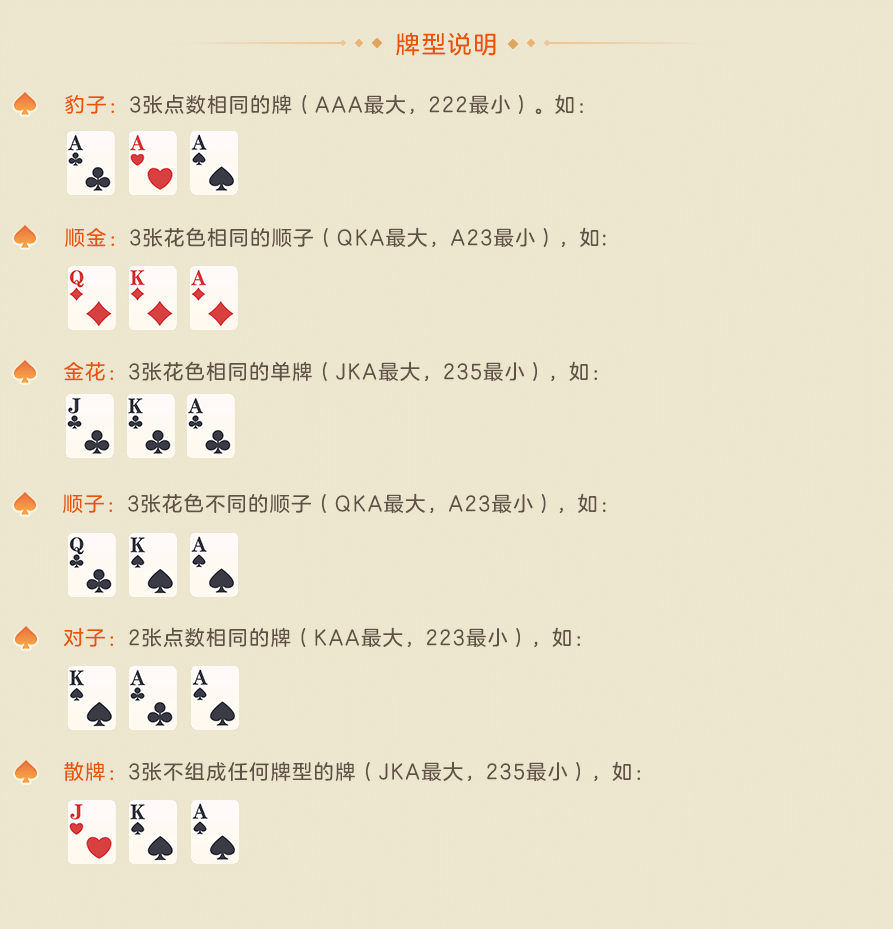 牌型说明
豹子：3张点数相同的牌（AAA最大，222最小）。如：
A A A
顺金：3张花色相同的顺子（QKA最大，A23最小），如：
Q K A
金花：3张花色相同的单牌（JKA最大，235最小），如：
J K A
顺子：3张花色不同的顺子（QKA最大，A23最小），如：
Q K A
对子：2张点数相同的牌（KAA最大，223最小），如：
K A A
散牌：3张不组成任何牌型的牌（JKA最大，235最小），如：
J K A